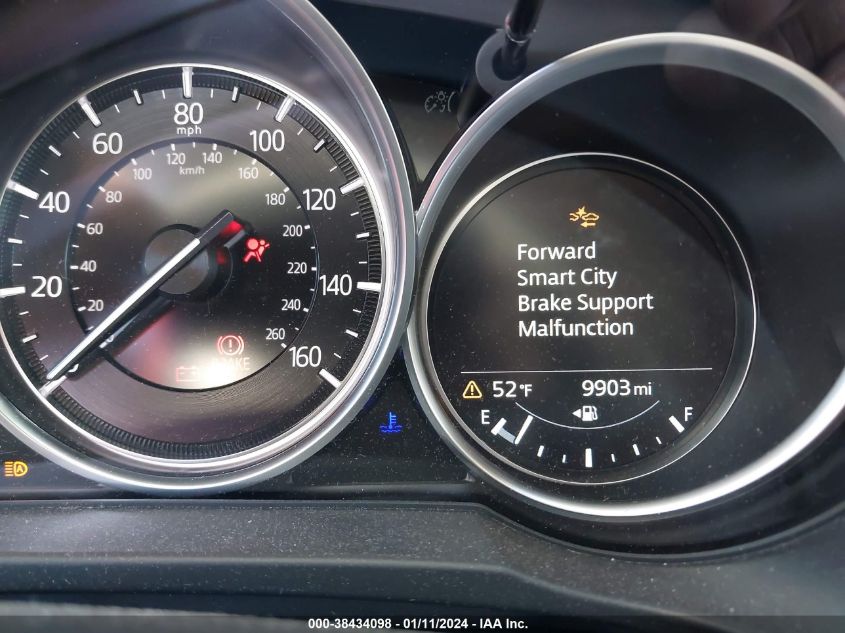 80
mph
60
100
40
120
20
140
160
120
140
100
160
km/h
80
180
60
200
40
220
20
240
260
BRAKE
Forward
Smart City
Brake Support
Malfunction
52°F
9903 mi
E
F
000-38434098 - 01/11/2024 - IAA Inc.